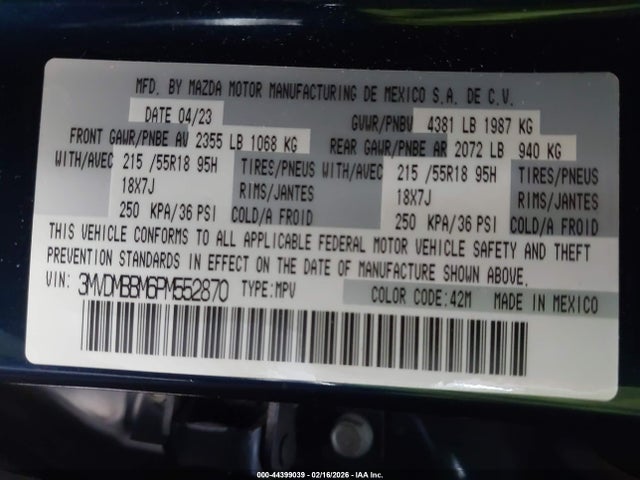 MFD. BY MAZDA MOTOR MANUFACTURING DE MEXICO S.A. DE C.V.
DATE 04/23 GVWR/PNBV 4381 LB 1987 KG
FRONT GAWR/PNBE AV 2355 LB 1068 KG REAR GAWR/PNBE AR 2072 LB 940 KG
WITH/AVEC 215 /55R18 95H TIRES/PNEUS WITH/AVEC 215 /55R18 95H TIRES/PNEUS
18X7J RIMS/JANTES 18X7J RIMS/JANTES
250 KPA/36 PSI COLD/A FROID 250 KPA/36 PSI COLD/A FROID
THIS VEHICLE CONFORMS TO ALL APPLICABLE FEDERAL MOTOR VEHICLE SAFETY AND THEFT
PREVENTION STANDARDS IN EFFECT ON THE DATE OF MANUFACTURE SHOWN ABOVE.
VIN: 3MVDMBBM6PM552870 TYPE:MPV COLOR CODE:42M MADE IN MEXICO
000-44399039 - 02/16/2026 - IAA Inc.